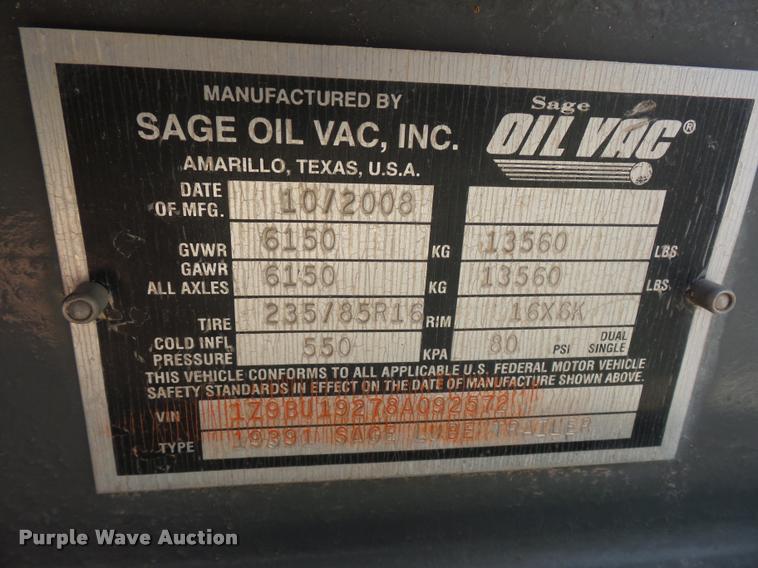 MANUFACTURED BY
SAGE OIL VAC, INC.
AMARILLO, TEXAS, U.S.A.
Sage
OIL VAC®
DATE OF MFG. 10/2008
GVWR 6150 KG 13560 LBS
GAWR ALL AXLES 6150 KG 13560 LBS
TIRE 235/85R16 RIM 16X6K
COLD INFL PRESSURE 550 KPA 80 PSI DUAL SINGLE
THIS VEHICLE CONFORMS TO ALL APPLICABLE U.S. FEDERAL MOTOR VEHICLE
SAFETY STANDARDS IN EFFECT ON THE DATE OF MANUFACTURE SHOWN ABOVE.
VIN 1Z9BU19278A092572
TYPE 19391 SAGE LUBE TRAILER
Purple Wave Auction